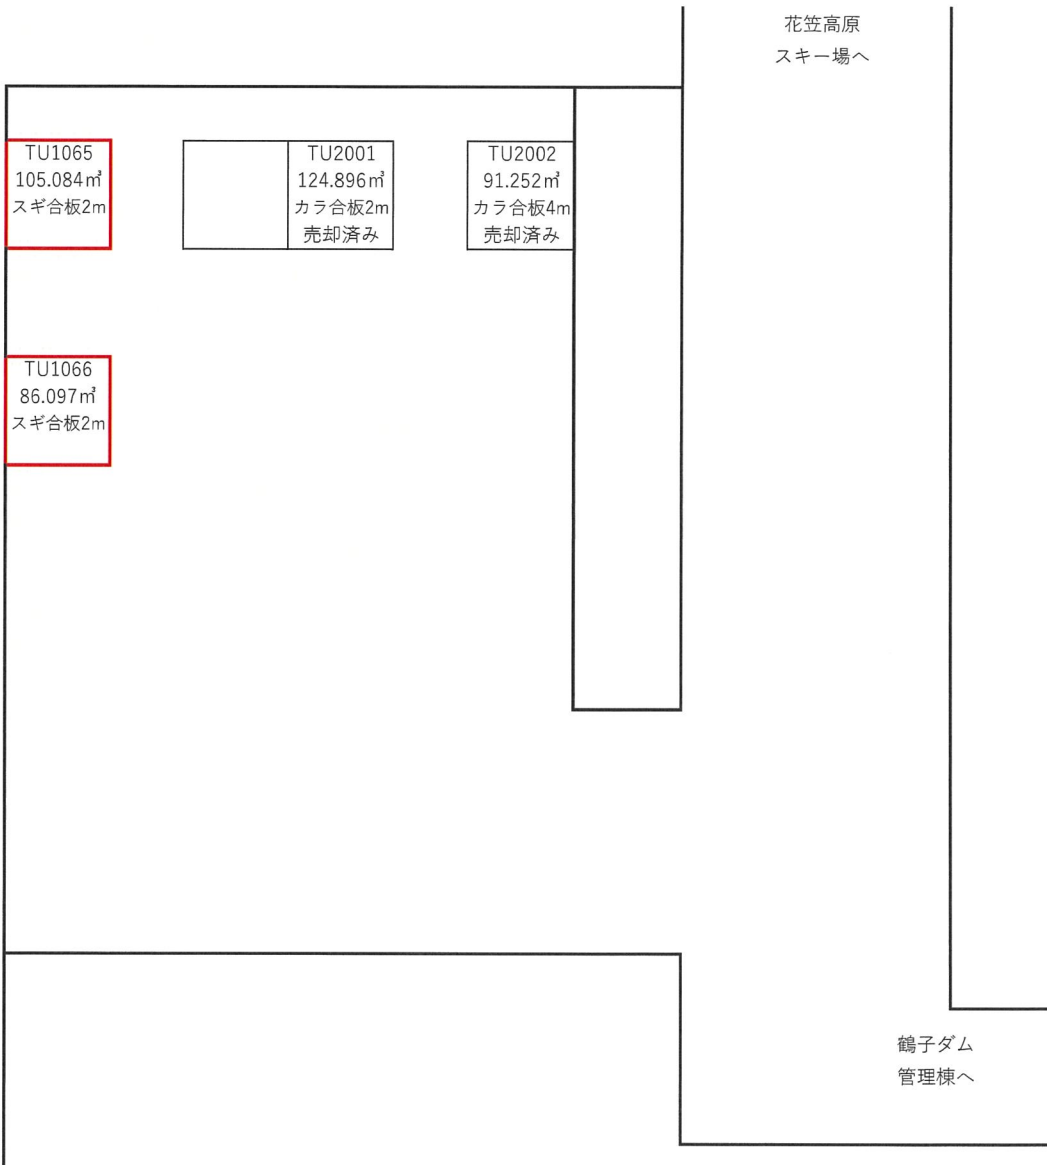 花笠高原
スキー場へ
TU1065
105.084㎥
スギ合板2m
TU2001
124.896㎥
カラ合板2m
売却済み
TU2002
91.252㎥
カラ合板4m
売却済み
TU1066
86.097㎥
スギ合板2m
鶴子ダム
管理棟へ